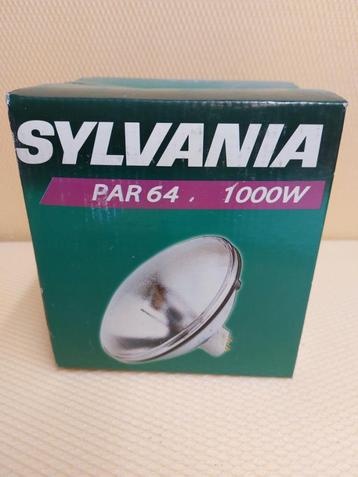 SYLVANIA
PAR 64 . 1000W